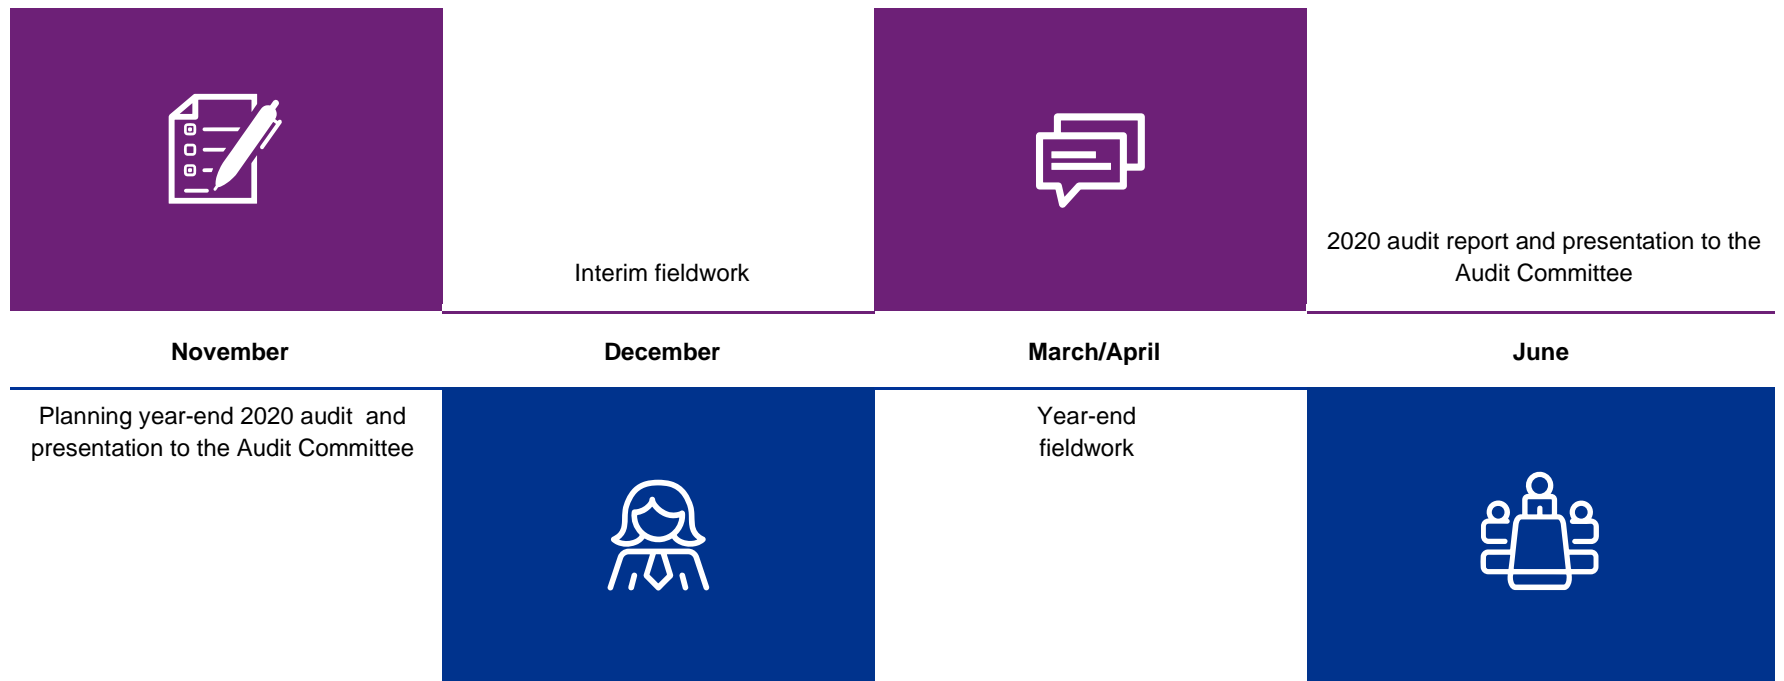 Interim fieldwork
2020 audit report and presentation to the
Audit Committee
November
December
March/April
June
Planning year-end 2020 audit  and
presentation to the Audit Committee
Year-end
fieldwork